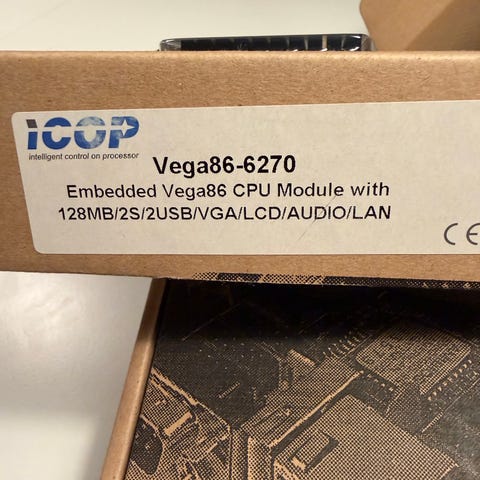 ICOP
intelligent control on processor
Vega86-6270
Embedded Vega86 CPU Module with
128MB/2S/2USB/VGA/LCD/AUDIO/LAN
CE